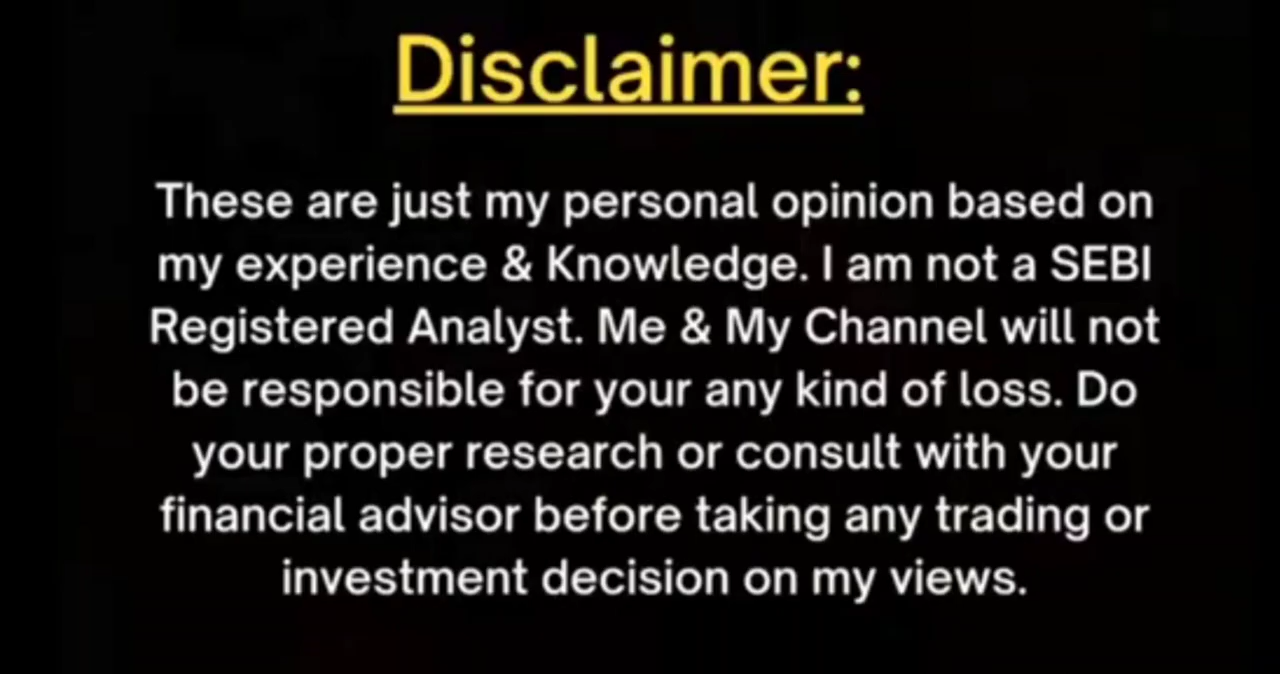 Disclaimer:
These are just my personal opinion based on
my experience & Knowledge. I am not a SEBI
Registered Analyst. Me & My Channel will not
be responsible for your any kind of loss. Do
your proper research or consult with your
financial advisor before taking any trading or
investment decision on my views.